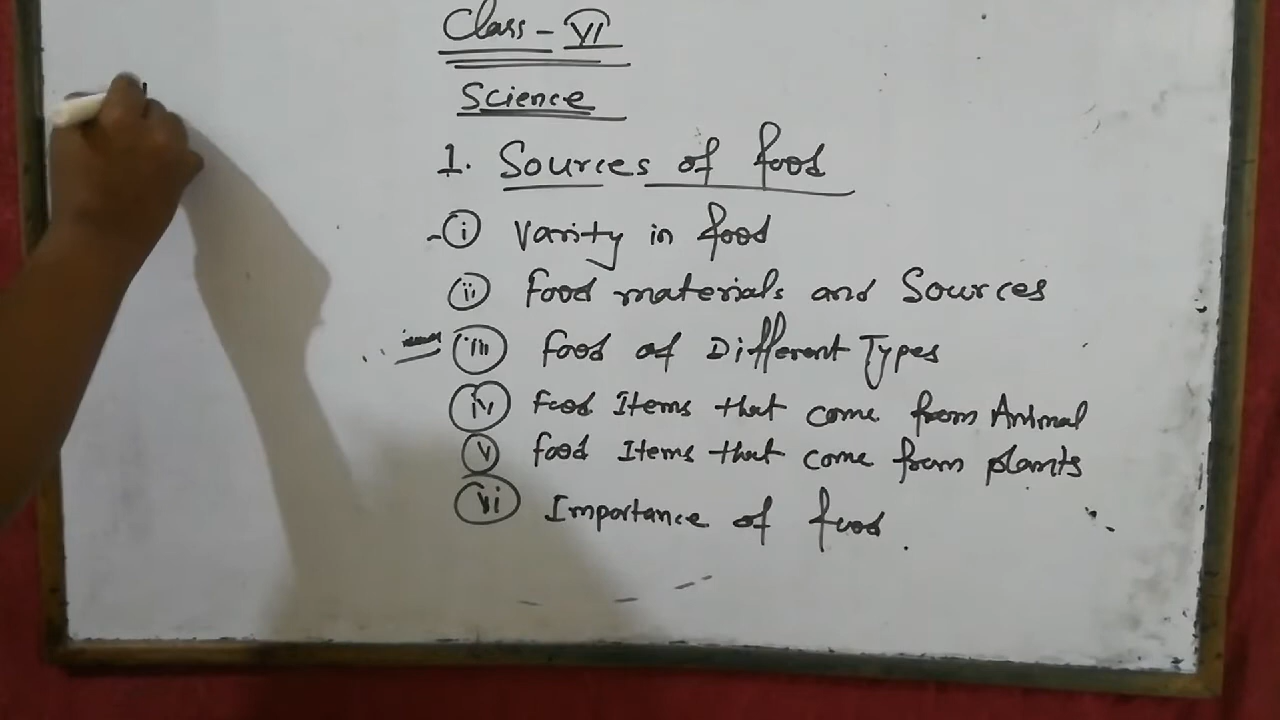 Class - VI
Science
1. Sources of food
(i) Varity in food
(ii) Food materials and Sources
(iii) Food of Different Types
(iv) Food Items that come from Animal
(v) Food Items that come from plants
(vi) Importance of food.